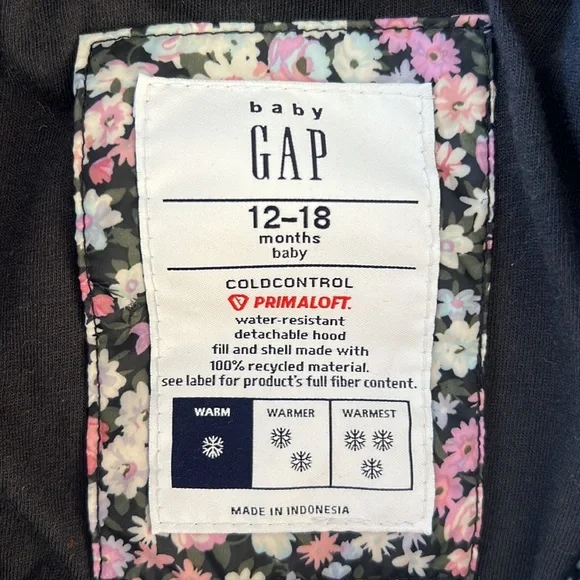 baby
GAP
12–18
months
baby
COLDCONTROL
PRIMALOFT.
water-resistant
detachable hood
fill and shell made with
100% recycled material.
see label for product's full fiber content.
WARM WARMER WARMEST
MADE IN INDONESIA